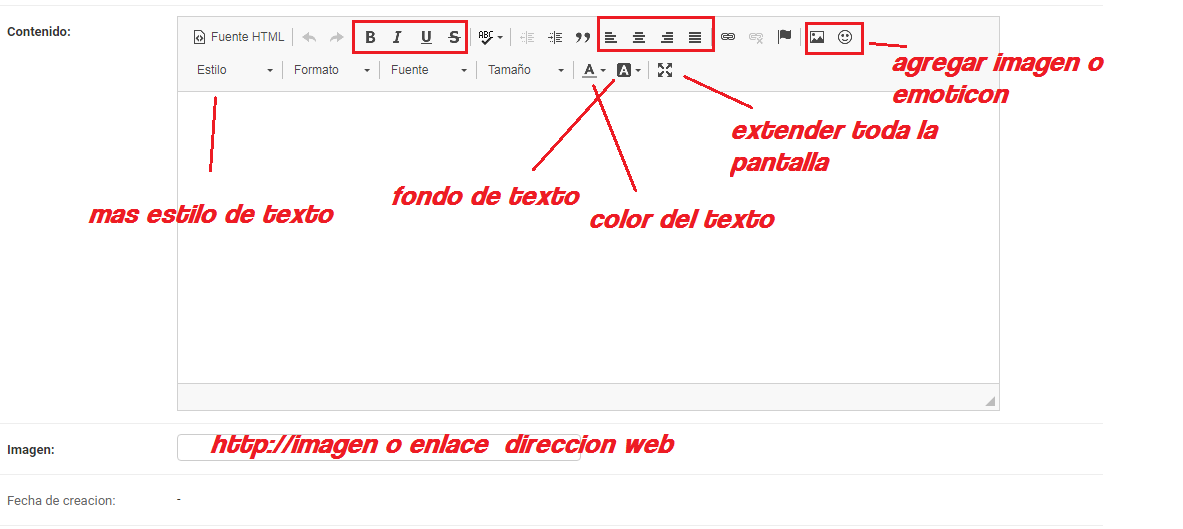 Contenido:
Fuente HTML B I U S ABC
Estilo Formato Fuente Tamaño A A
agregar imagen o
emoticon
extender toda la
pantalla
fondo de texto
mas estilo de texto
color del texto
Imagen: http://imagen o enlace direccion web
Fecha de creacion: -